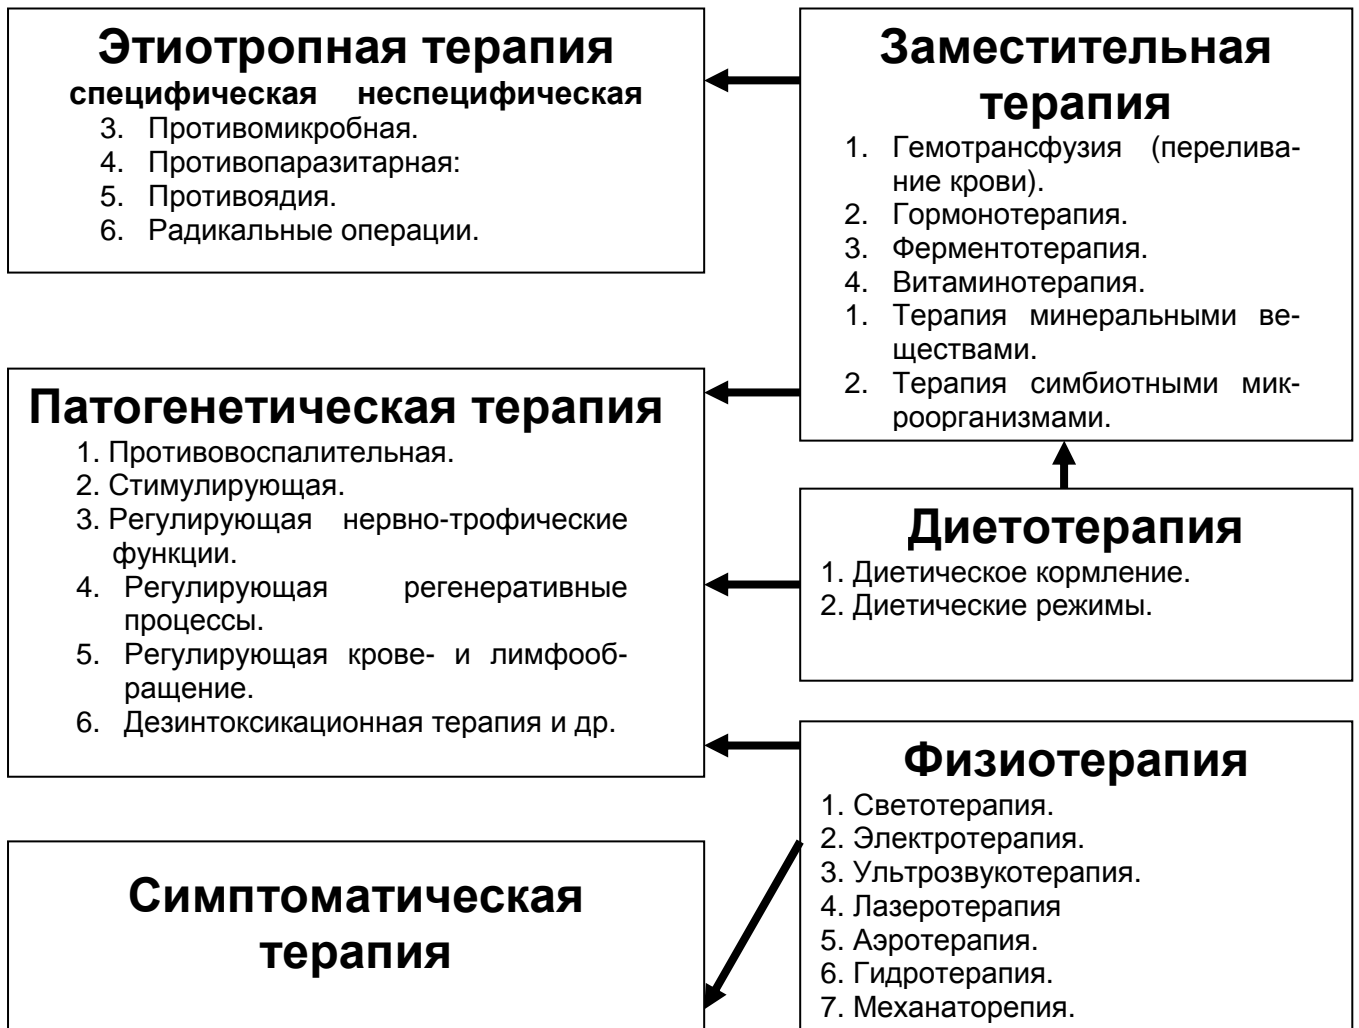 Этиотропная терапия
специфическая неспецифическая
3. Противомикробная.
4. Противопаразитарная:
5. Противоядия.
6. Радикальные операции.
Заместительная
терапия
1. Гемотрансфузия (перелива-
ние крови).
2. Гормонотерапия.
3. Ферментотерапия.
4. Витаминотерапия.
1. Терапия минеральными ве-
ществами.
2. Терапия симбиотными мик-
роорганизмами.
Патогенетическая терапия
1. Противовоспалительная.
2. Стимулирующая.
3. Регулирующая нервно-трофические
функции.
4. Регулирующая регенеративные
процессы.
5. Регулирующая крове- и лимфооб-
ращение.
6. Дезинтоксикационная терапия и др.
Диетотерапия
1. Диетическое кормление.
2. Диетические режимы.
Физиотерапия
1. Светотерапия.
2. Электротерапия.
3. Ультрозвукотерапия.
4. Лазеротерапия
5. Аэротерапия.
6. Гидротерапия.
7. Механаторепия.
Симптоматическая
терапия